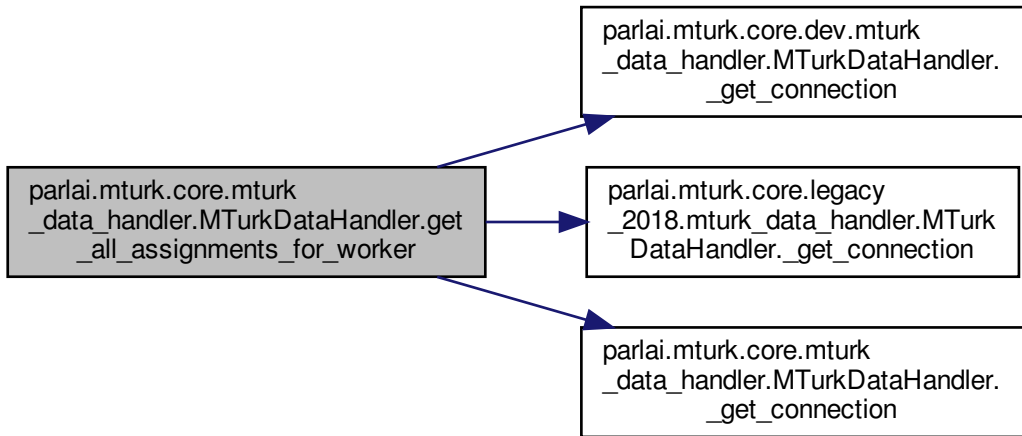 parlai.mturk.core.mturk
_data_handler.MTurkDataHandler.get
_all_assignments_for_worker
parlai.mturk.core.dev.mturk
_data_handler.MTurkDataHandler.
_get_connection
parlai.mturk.core.legacy
_2018.mturk_data_handler.MTurk
DataHandler._get_connection
parlai.mturk.core.mturk
_data_handler.MTurkDataHandler.
_get_connection